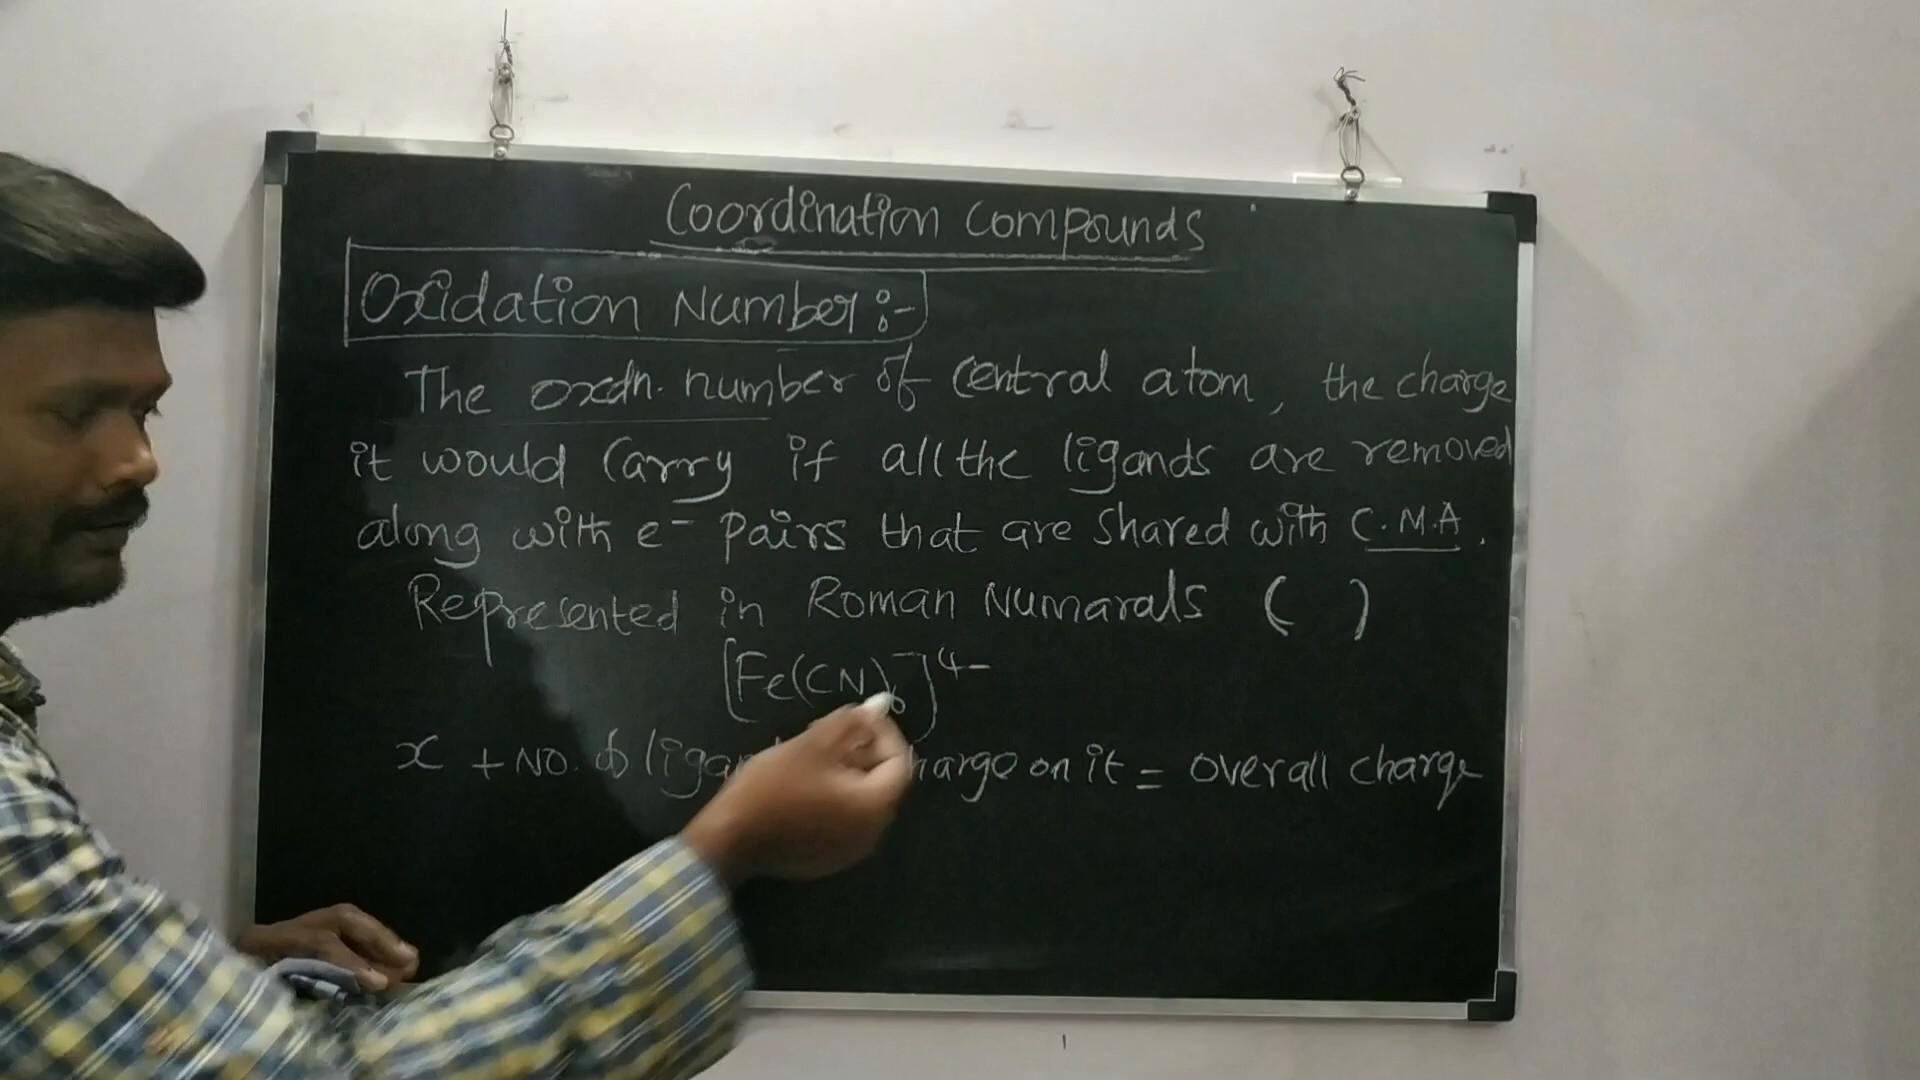 Coordination Compounds
Oxidation Number :-
The oxdn. number of central atom, the charge
it would carry if all the ligands are removed
along with e⁻ pairs that are shared with C.M.A.
Represented in Roman Numarals ( )
[Fe(CN)₆]⁴⁻
x + NO. of on it = overall charge